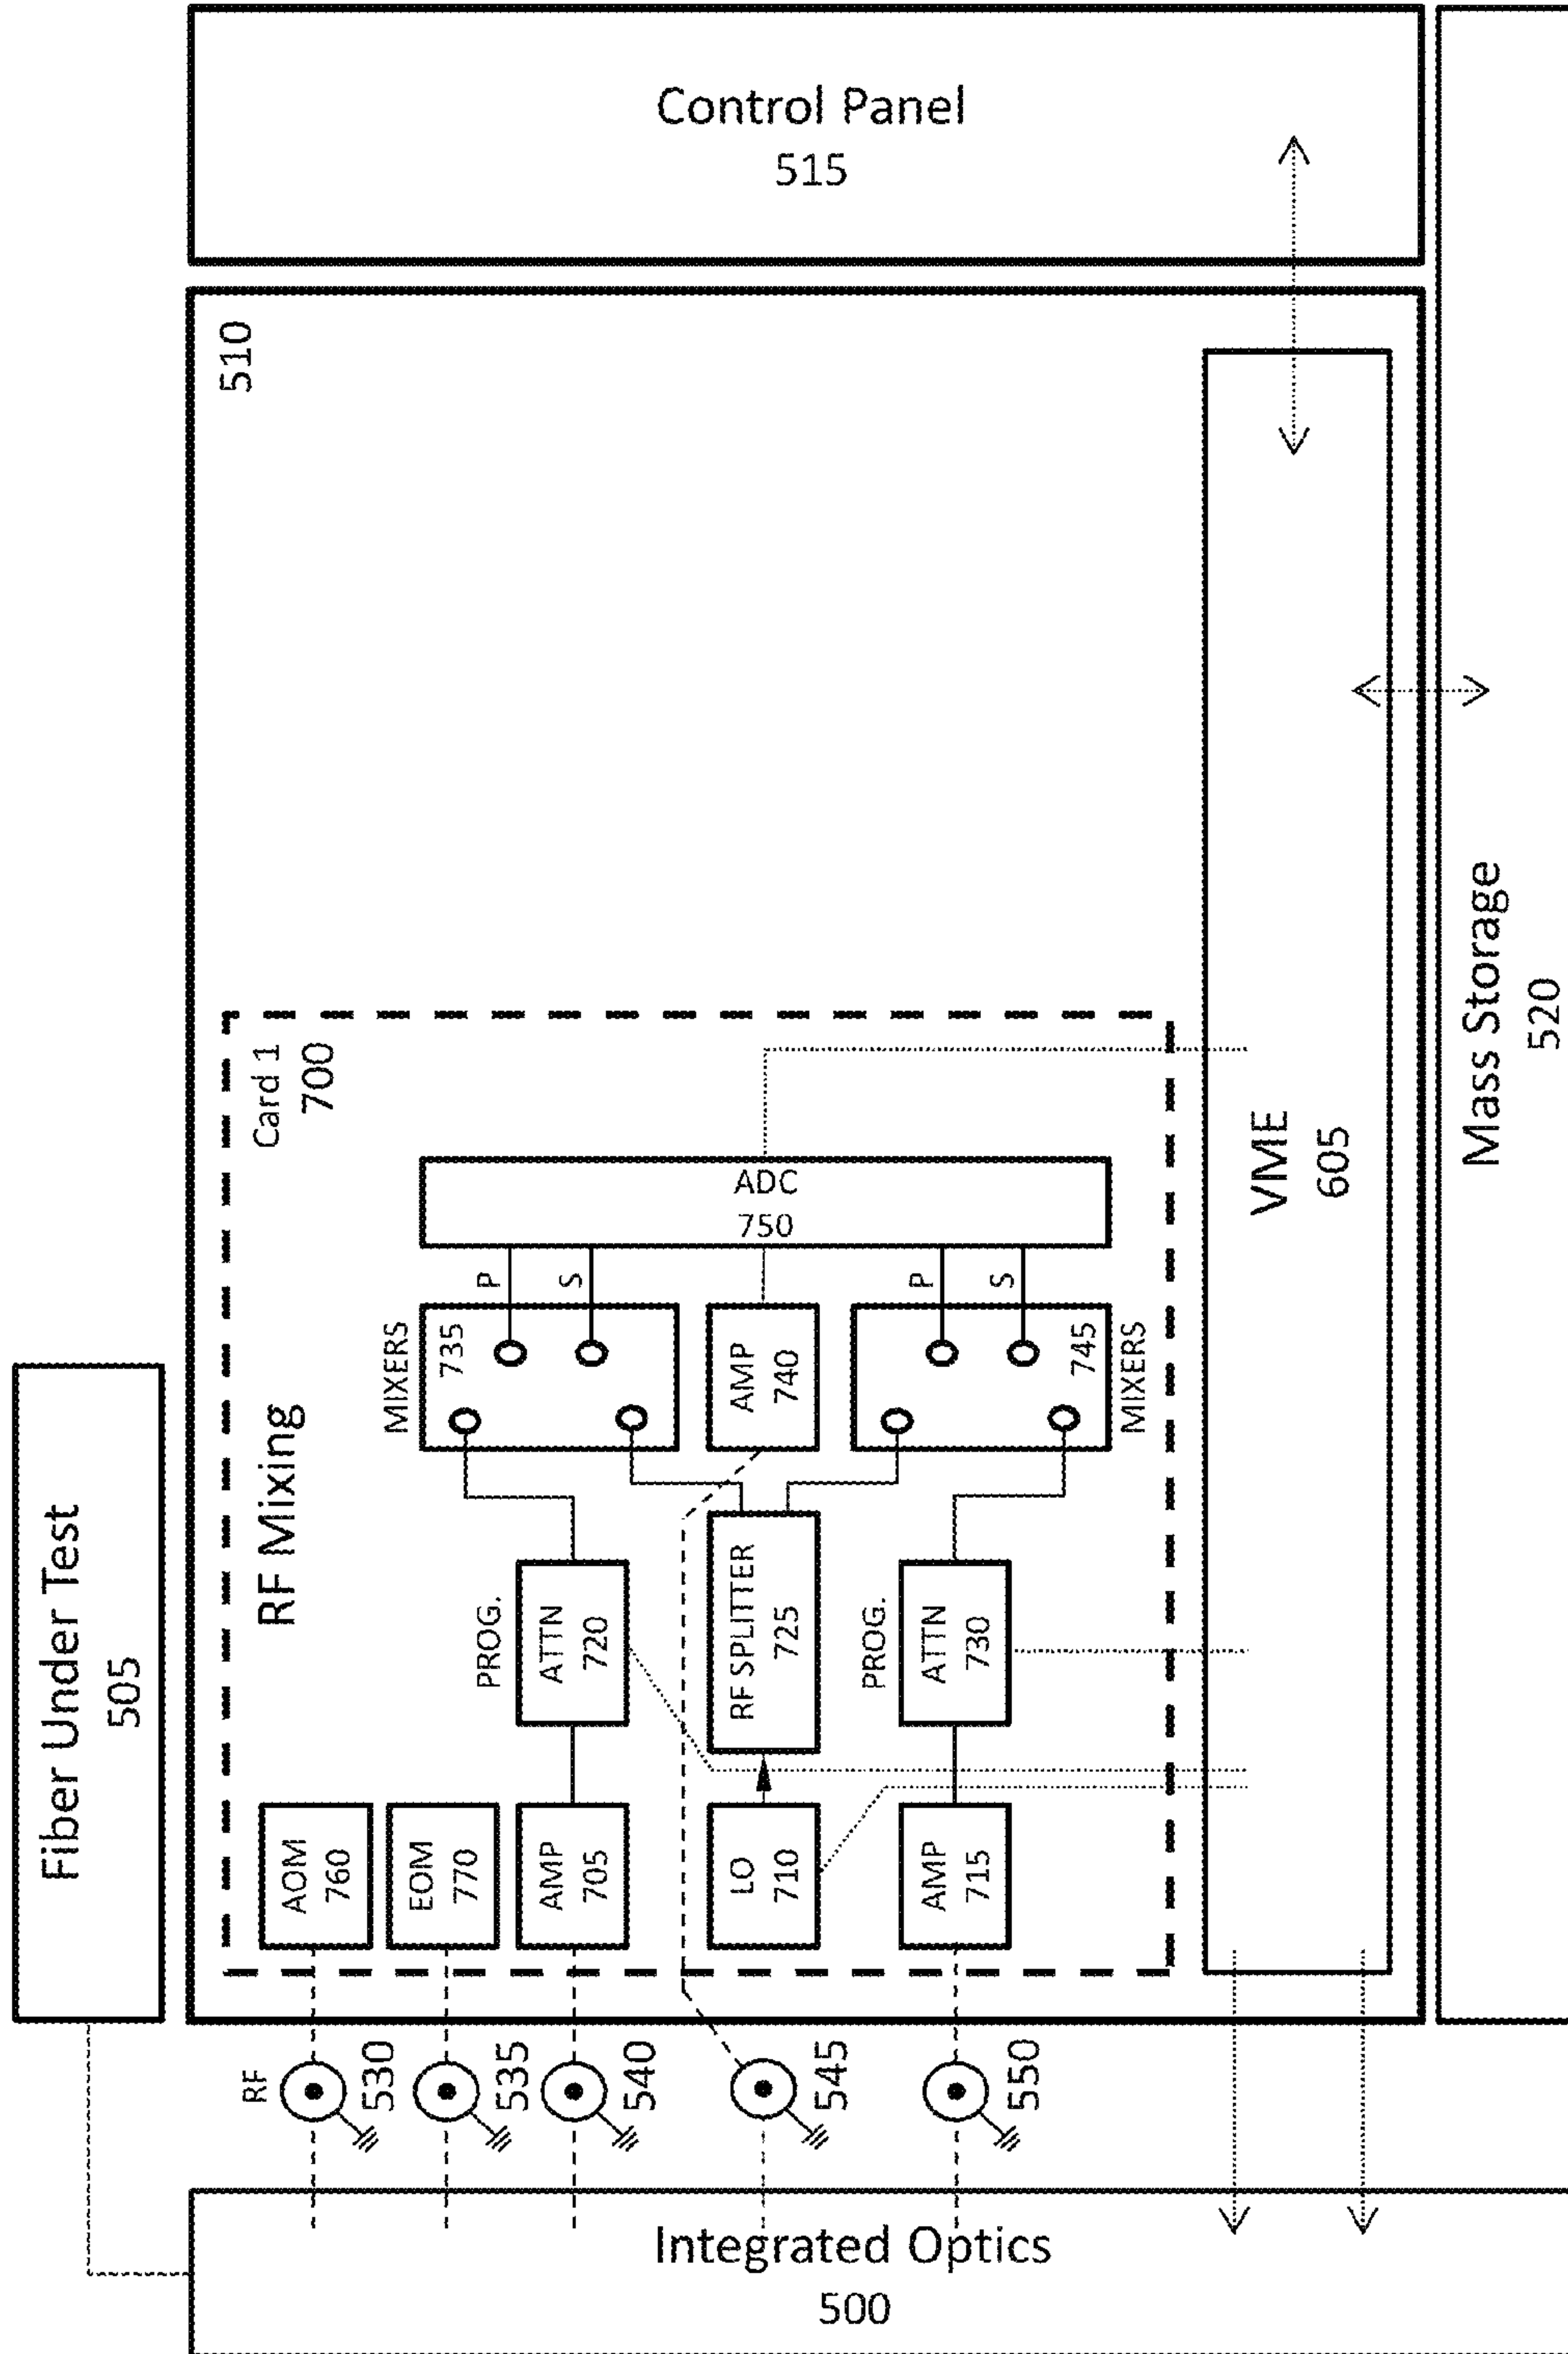 Fiber Under Test
505
Control Panel
515
510
Card 1
700
RF Mixing
RF
530
535
540
545
550
AOM
760
EOM
770
AMP
705
LO
710
AMP
715
PROG.
ATTN
720
RF SPLITTER
725
PROG.
ATTN
730
MIXERS
735
AMP
740
745
MIXERS
P
S
P
S
ADC
750
VME
605
Integrated Optics
500
Mass Storage
520